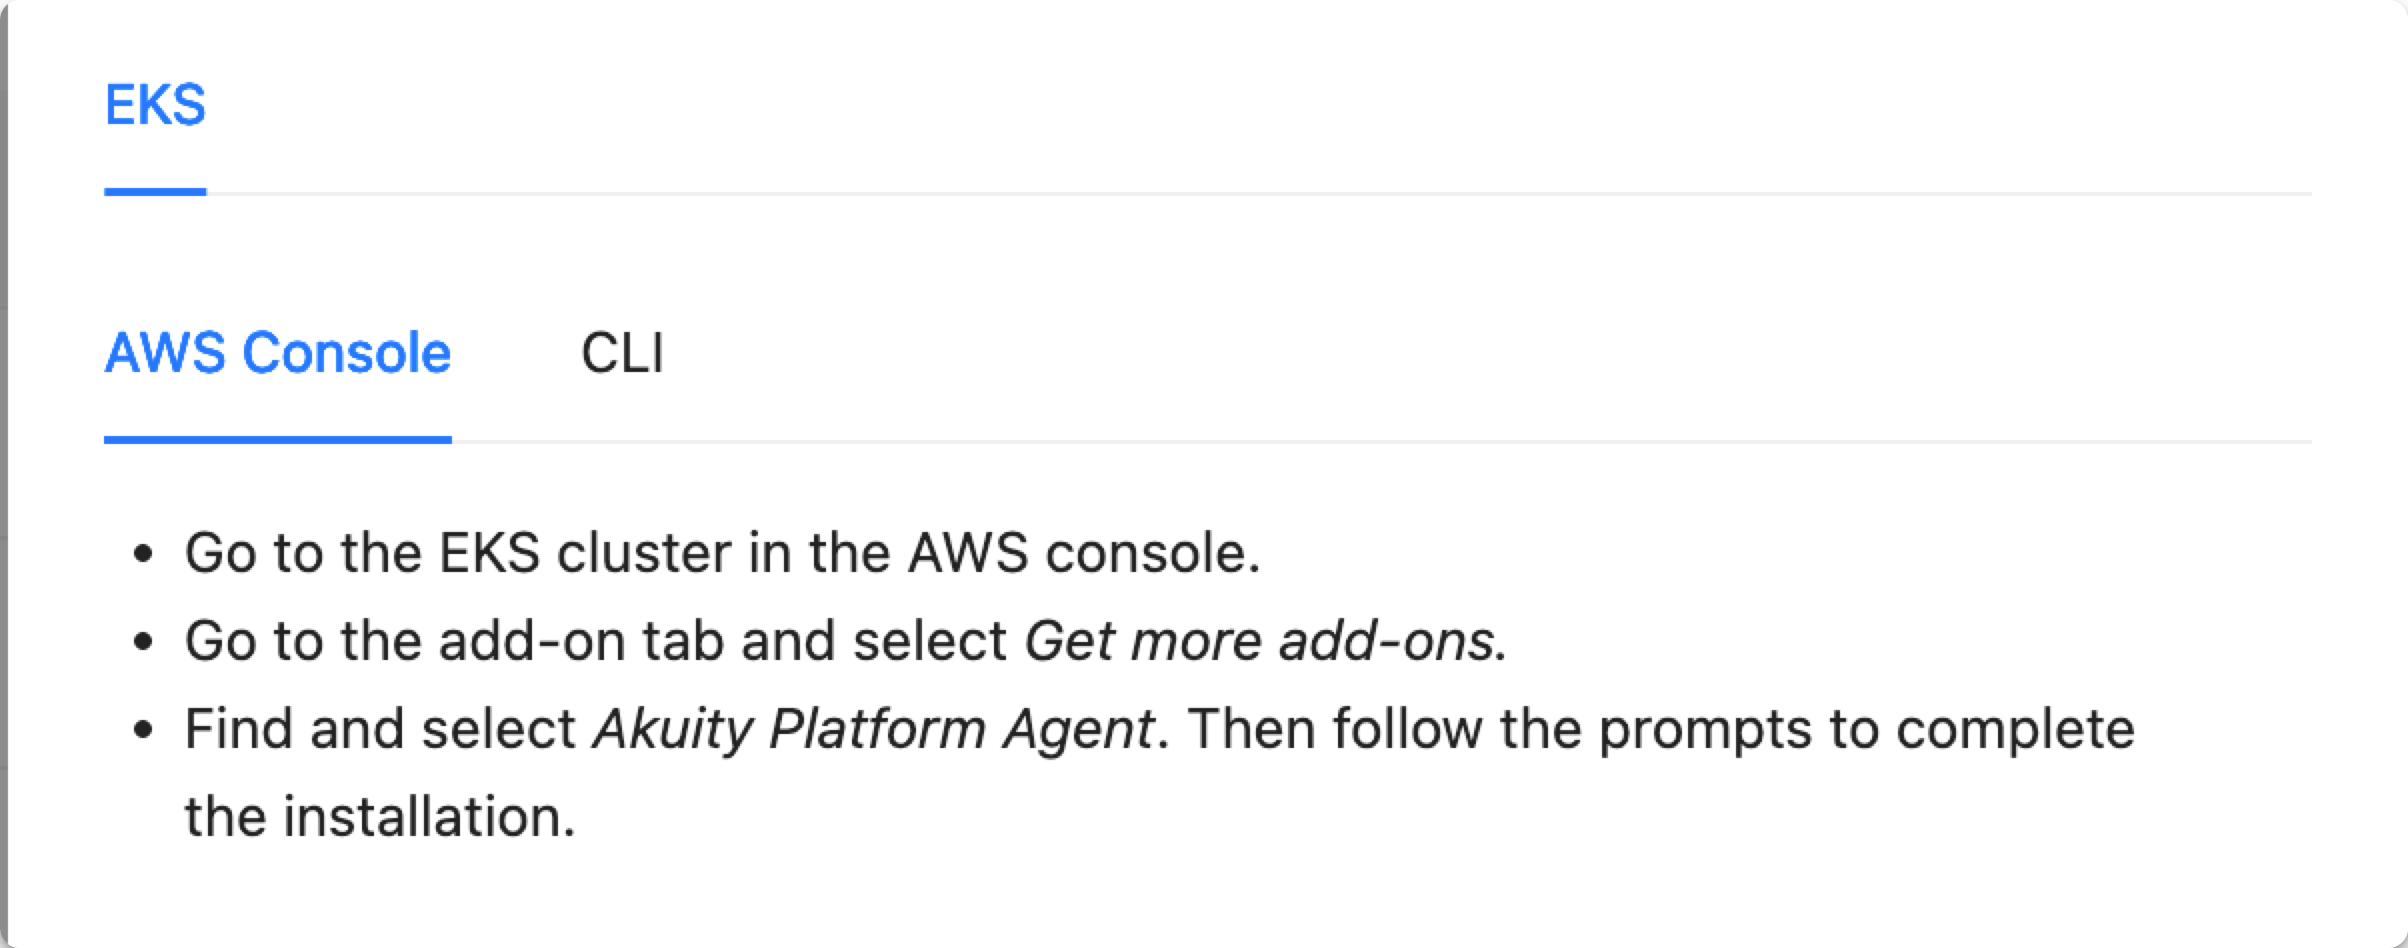 EKS
AWS Console CLI
• Go to the EKS cluster in the AWS console.
• Go to the add-on tab and select Get more add-ons.
• Find and select Akuity Platform Agent. Then follow the prompts to complete
the installation.